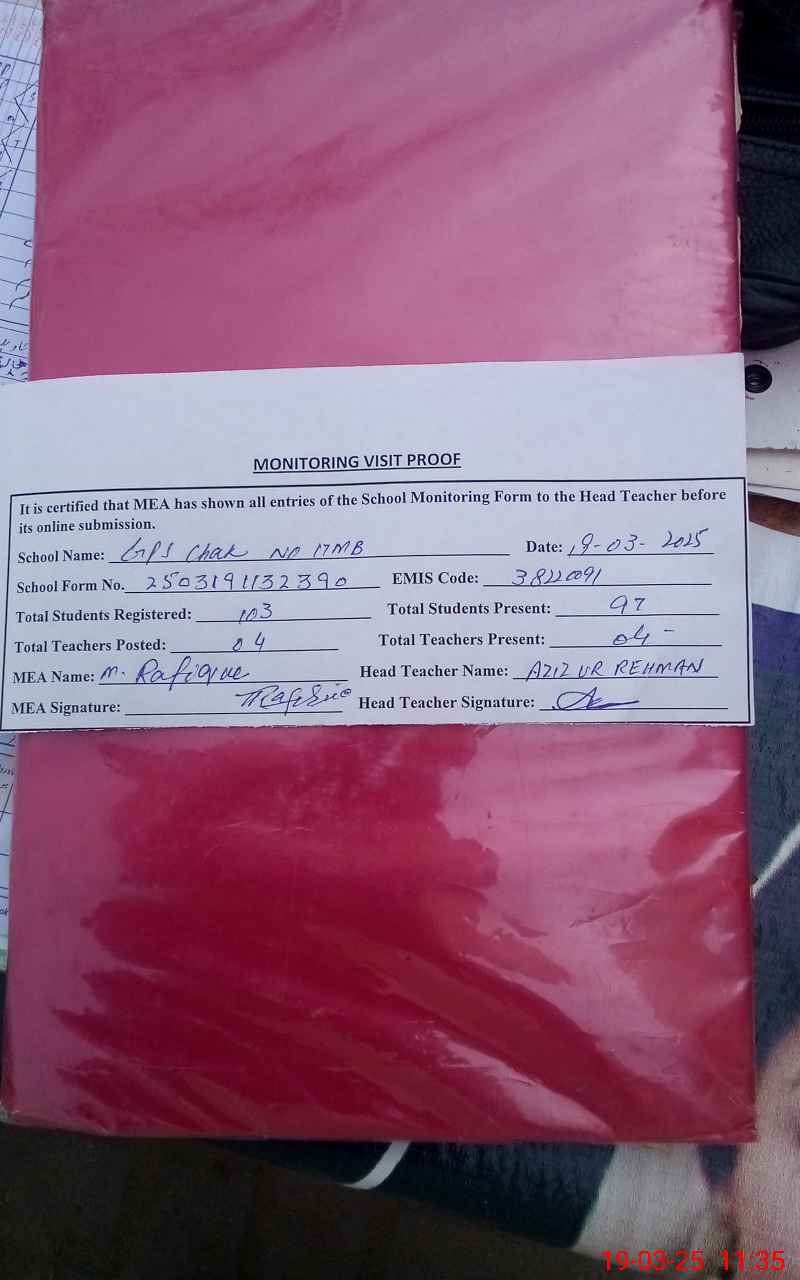 MONITORING VISIT PROOF
It is certified that MEA has shown all entries of the School Monitoring Form to the Head Teacher before
its online submission.
School Name: GPS Chak No 17MB Date: 19-03-2025
School Form No. 2503191132390 EMIS Code: 38220091
Total Students Registered: 103 Total Students Present: 97
Total Teachers Posted: 04 Total Teachers Present: 04-
MEA Name: M. Rafique Head Teacher Name: AZIZ UR REHMAN
MEA Signature: Head Teacher Signature:
19-03-25 11:35